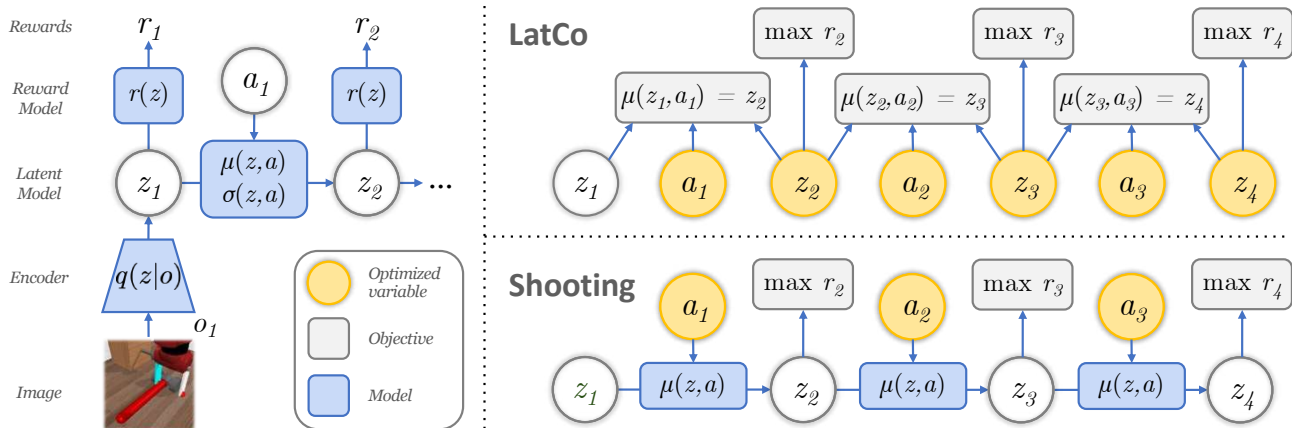 Rewards
r₁
r₂
Reward
Model
r(z)
a₁
r(z)
Latent
Model
z₁
μ(z,a)
σ(z,a)
z₂
...
Encoder
q(z|o)
o₁
Image
Optimized
variable
Objective
Model
LatCo
max r₂
max r₃
max r₄
μ(z₁,a₁) = z₂
μ(z₂,a₂) = z₃
μ(z₃,a₃) = z₄
z₁
a₁
z₂
a₂
z₃
a₃
z₄
Shooting
a₁
max r₂
a₂
max r₃
a₃
max r₄
z₁
μ(z,a)
z₂
μ(z,a)
z₃
μ(z,a)
z₄